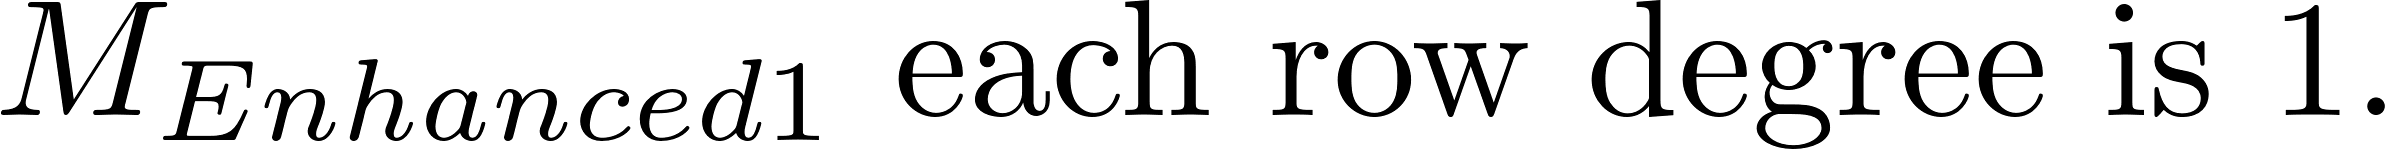 M_{Enhanced1} each row degree is 1.